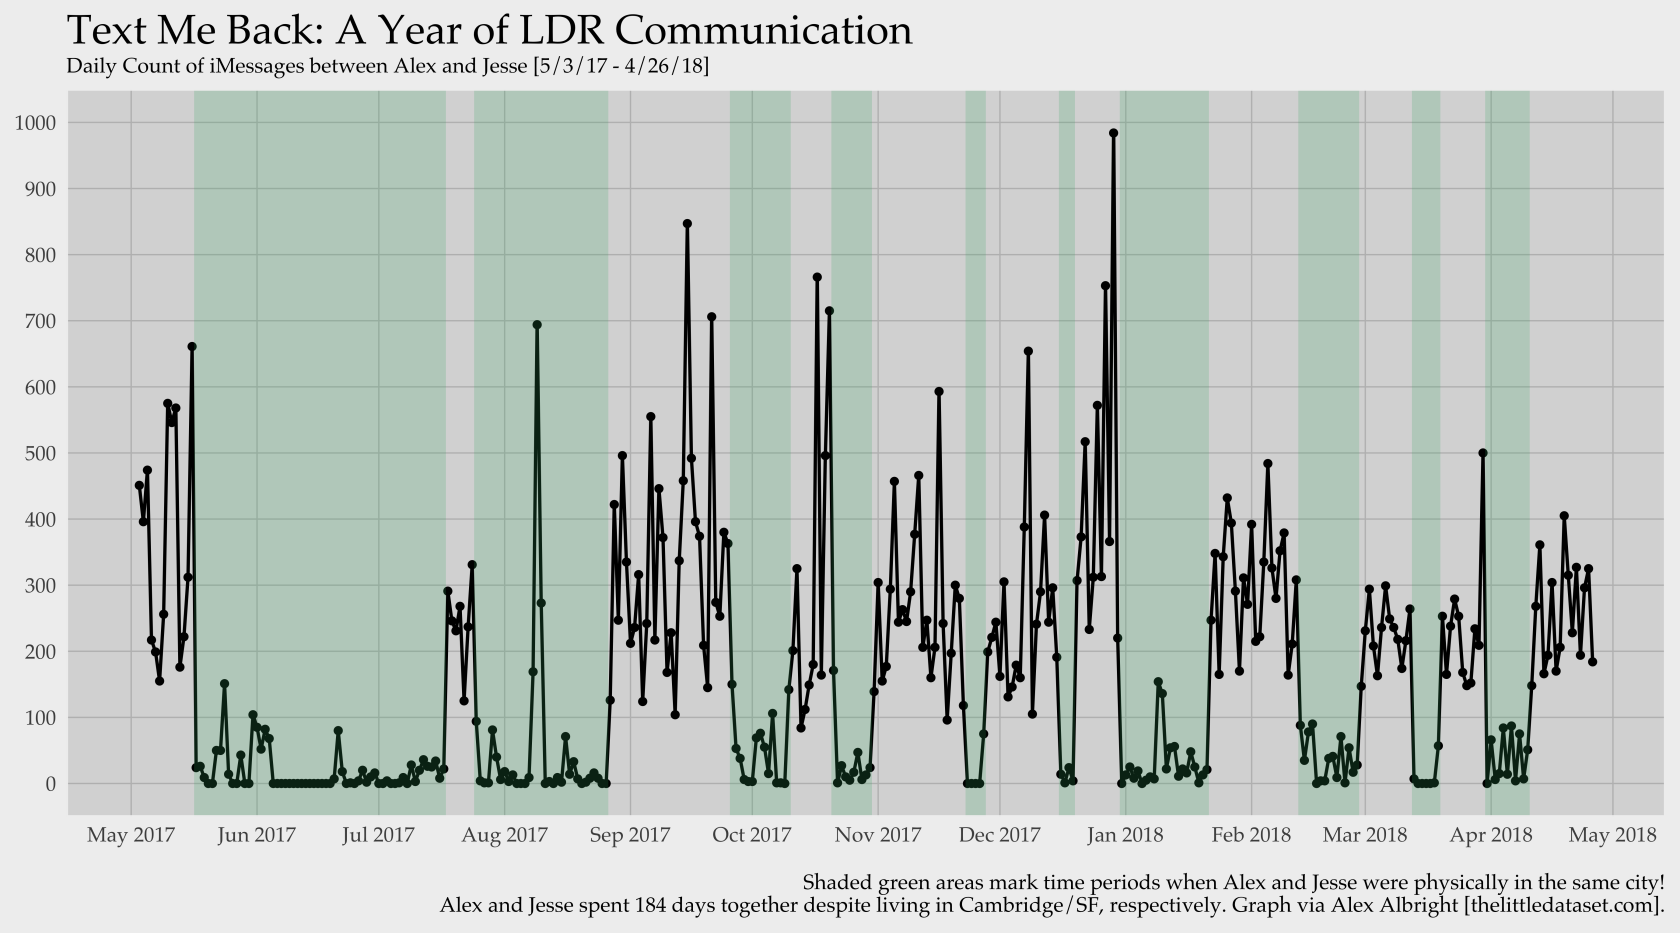 Text Me Back: A Year of LDR Communication
Daily Count of iMessages between Alex and Jesse [5/3/17 - 4/26/18]
1000
900
800
700
600
500
400
300
200
100
0
May 2017 Jun 2017 Jul 2017 Aug 2017 Sep 2017 Oct 2017 Nov 2017 Dec 2017 Jan 2018 Feb 2018 Mar 2018 Apr 2018 May 2018
Shaded green areas mark time periods when Alex and Jesse were physically in the same city!
Alex and Jesse spent 184 days together despite living in Cambridge/SF, respectively. Graph via Alex Albright [thelittledataset.com].